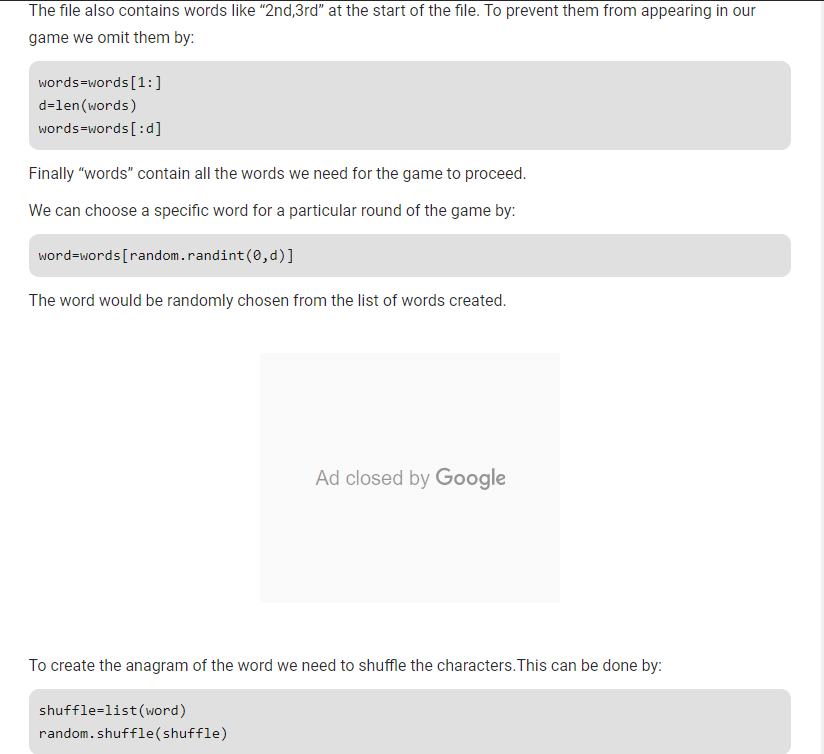 The file also contains words like “2nd,3rd” at the start of the file. To prevent them from appearing in our
game we omit them by:
words=words[1:]
d=len(words)
words=words[:d]
Finally “words” contain all the words we need for the game to proceed.
We can choose a specific word for a particular round of the game by:
word=words[random.randint(0,d)]
The word would be randomly chosen from the list of words created.
Ad closed by Google
To create the anagram of the word we need to shuffle the characters.This can be done by:
shuffle=list(word)
random.shuffle(shuffle)